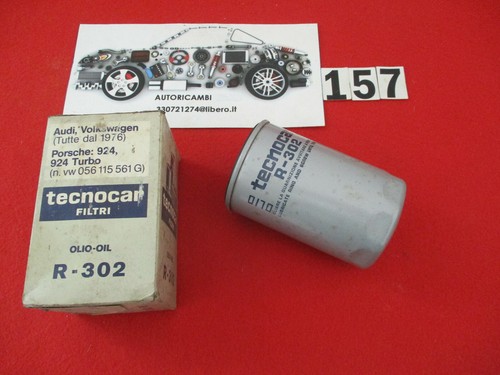 AUTORICAMBI
330721274@libero.it
157
Audi, Volkswagen
(Tutte dal 1976)
Porsche: 924,
924 Turbo
(n. vw 056 115 561 G)
tecnocar
FILTRI
OLIO-OIL
R-302
tecnocar
R-302